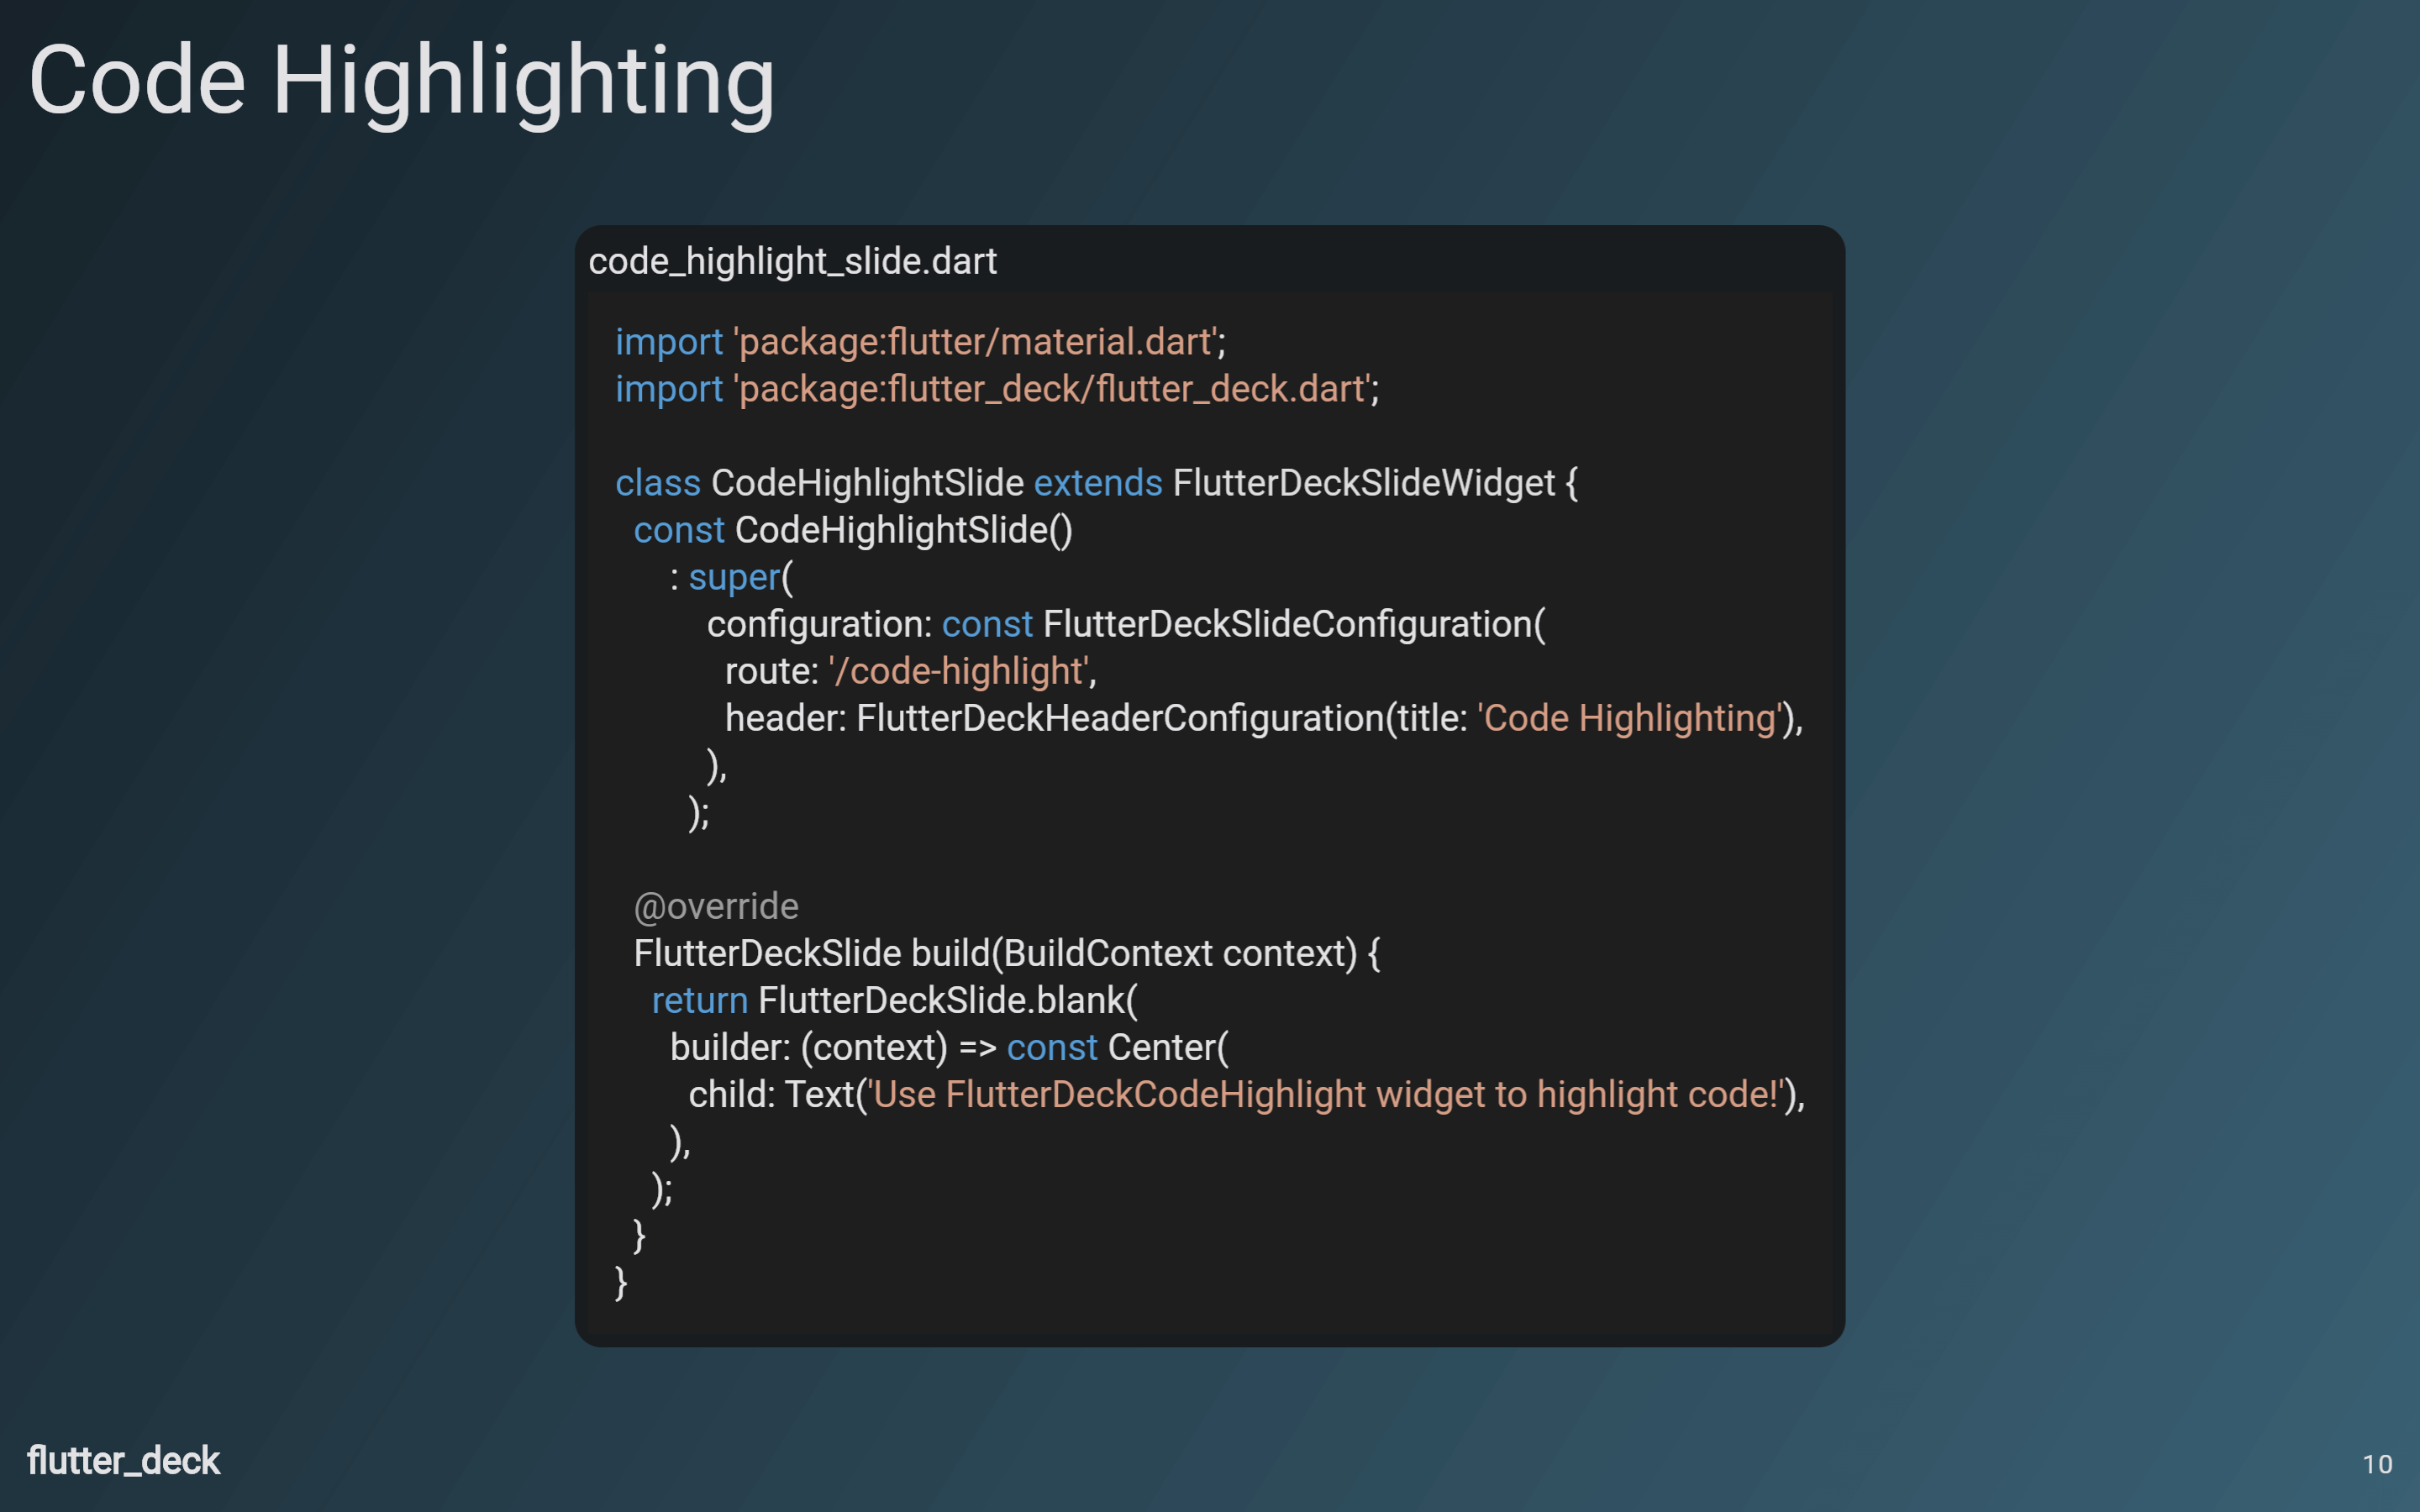 Code Highlighting
code_highlight_slide.dart
import 'package:flutter/material.dart';
import 'package:flutter_deck/flutter_deck.dart';
class CodeHighlightSlide extends FlutterDeckSlideWidget {
  const CodeHighlightSlide()
      : super(
          configuration: const FlutterDeckSlideConfiguration(
            route: '/code-highlight',
            header: FlutterDeckHeaderConfiguration(title: 'Code Highlighting'),
          ),
        );
  @override
  FlutterDeckSlide build(BuildContext context) {
    return FlutterDeckSlide.blank(
      builder: (context) => const Center(
        child: Text('Use FlutterDeckCodeHighlight widget to highlight code!'),
      ),
    );
  }
}
flutter_deck
10